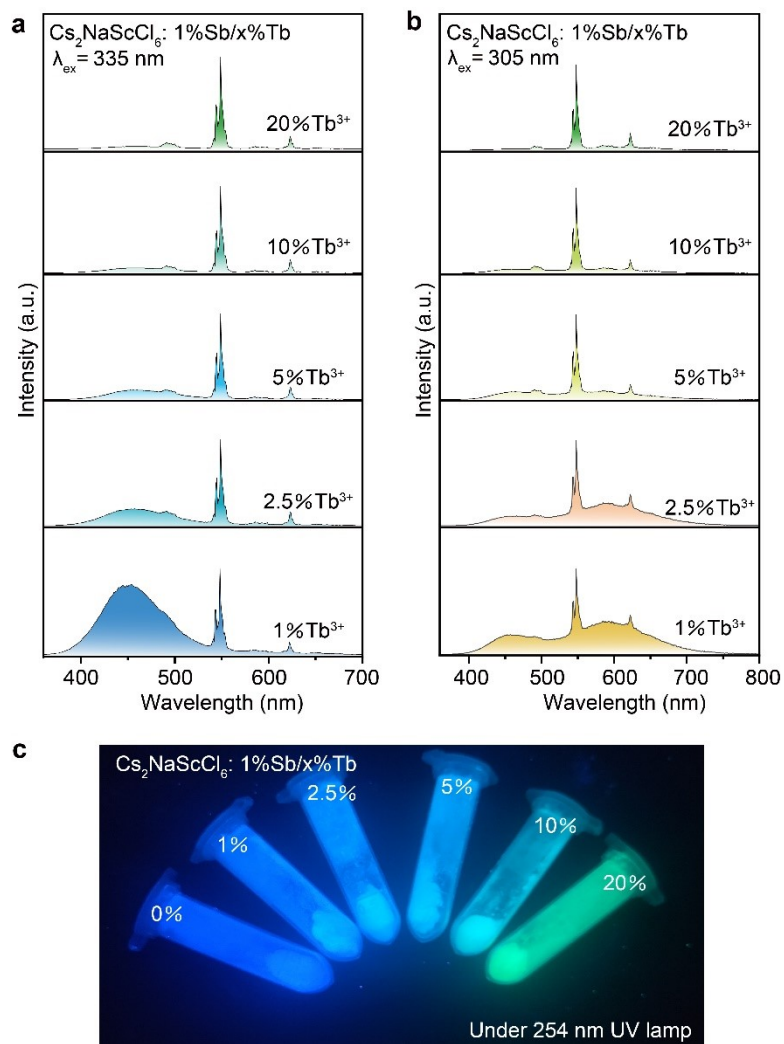 a
Cs₂NaScCl₆: 1%Sb/x%Tb
λex = 335 nm
20%Tb³⁺
10%Tb³⁺
5%Tb³⁺
2.5%Tb³⁺
1%Tb³⁺
Intensity (a.u.)
400 500 600 700
Wavelength (nm)
b
Cs₂NaScCl₆: 1%Sb/x%Tb
λex = 305 nm
20%Tb³⁺
10%Tb³⁺
5%Tb³⁺
2.5%Tb³⁺
1%Tb³⁺
Intensity (a.u.)
400 500 600 700 800
Wavelength (nm)
c
Cs₂NaScCl₆: 1%Sb/x%Tb
0%
1%
2.5%
5%
10%
20%
Under 254 nm UV lamp